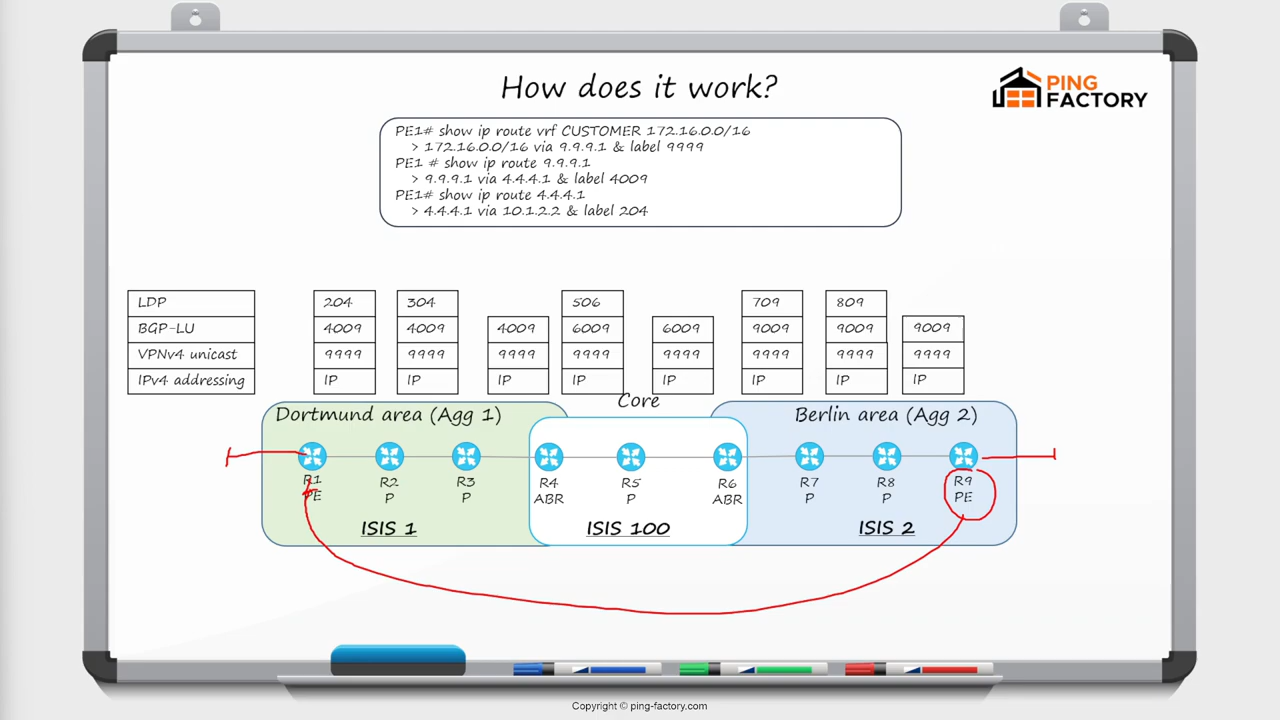 How does it work?
PING
FACTORY
PE1# show ip route vrf CUSTOMER 172.16.0.0/16
> 172.16.0.0/16 via 9.9.9.1 & label 9999
PE1 # show ip route 9.9.9.1
> 9.9.9.1 via 4.4.4.1 & label 4009
PE1# show ip route 4.4.4.1
> 4.4.4.1 via 10.1.2.2 & label 204
LDP 204 304 506 709 809
BGP-LU 4009 4009 4009 6009 6009 9009 9009 9009
VPNv4 unicast 9999 9999 9999 9999 9999 9999 9999 9999
IPv4 addressing IP IP IP IP IP IP IP IP
Core
Dortmund area (Agg 1) Berlin area (Agg 2)
R1 R2 R3 R4 R5 R6 R7 R8 R9
PE P P ABR P ABR P P PE
ISIS 1 ISIS 100 ISIS 2
Copyright © ping-factory.com